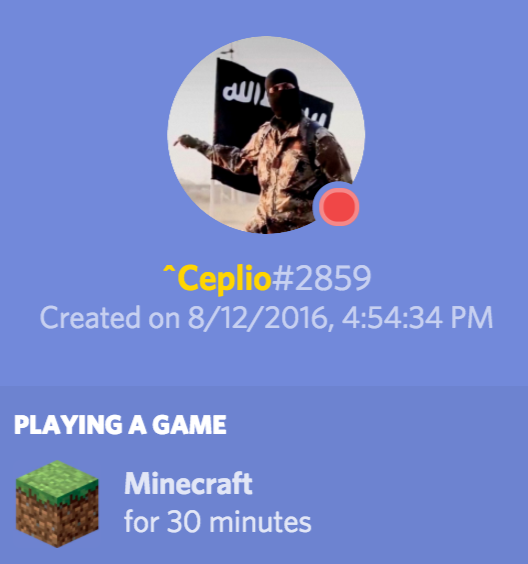 ^Ceplio#2859
Created on 8/12/2016, 4:54:34 PM
PLAYING A GAME
Minecraft
for 30 minutes